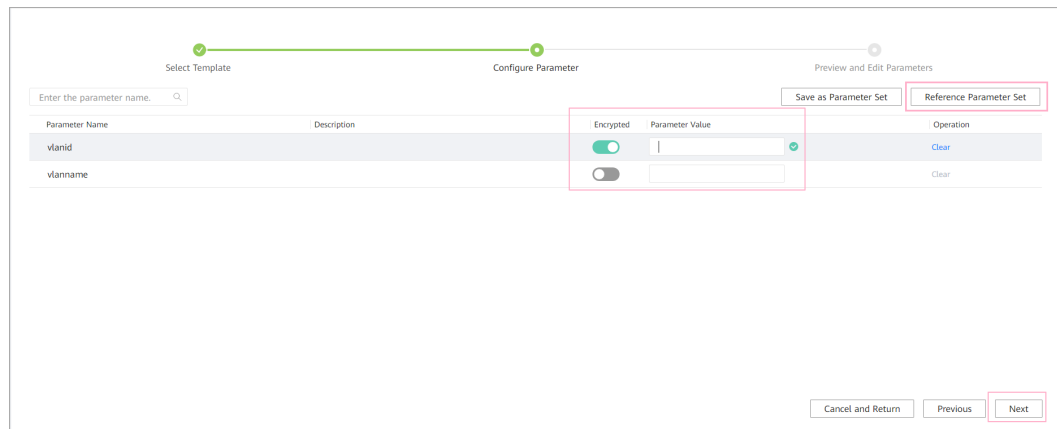 Select Template
Configure Parameter
Preview and Edit Parameters
Enter the parameter name.
Save as Parameter Set
Reference Parameter Set
Parameter Name Description Encrypted Parameter Value Operation
vlanid Clear
vlanname Clear
Cancel and Return Previous Next